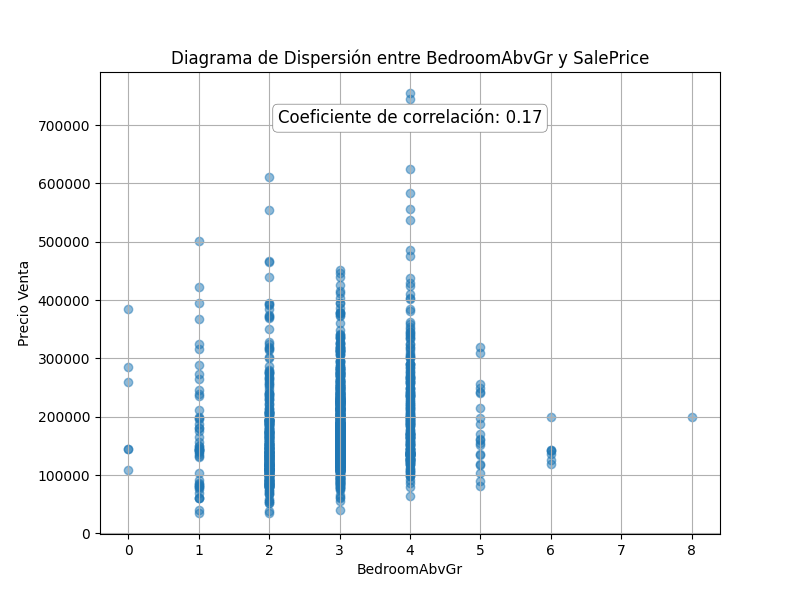 Diagrama de Dispersión entre BedroomAbvGr y SalePrice
Coeficiente de correlación: 0.17
700000
600000
500000
400000
300000
200000
100000
0
Precio Venta
0 1 2 3 4 5 6 7 8
BedroomAbvGr